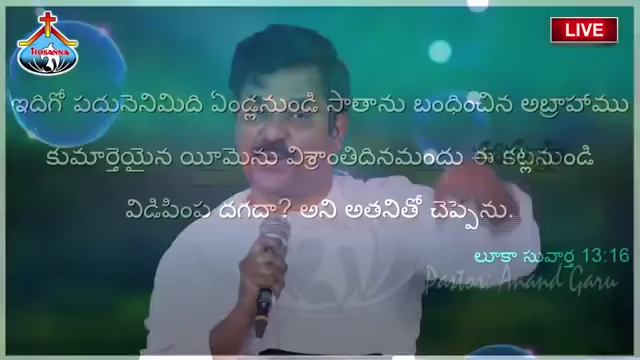 HOSANNA
LIVE
ఇదిగో పదునెనిమిది ఏండ్లనుండి సాతాను బంధించిన అబ్రాహాము
కుమార్తెయైన యీమెను విశ్రాంతిదినమందు ఈ కట్లనుండి
విడిపింప దగదా? అని అతనితో చెప్పెను.
లూకా సువార్త 13:16
Pastor: Anand Garu